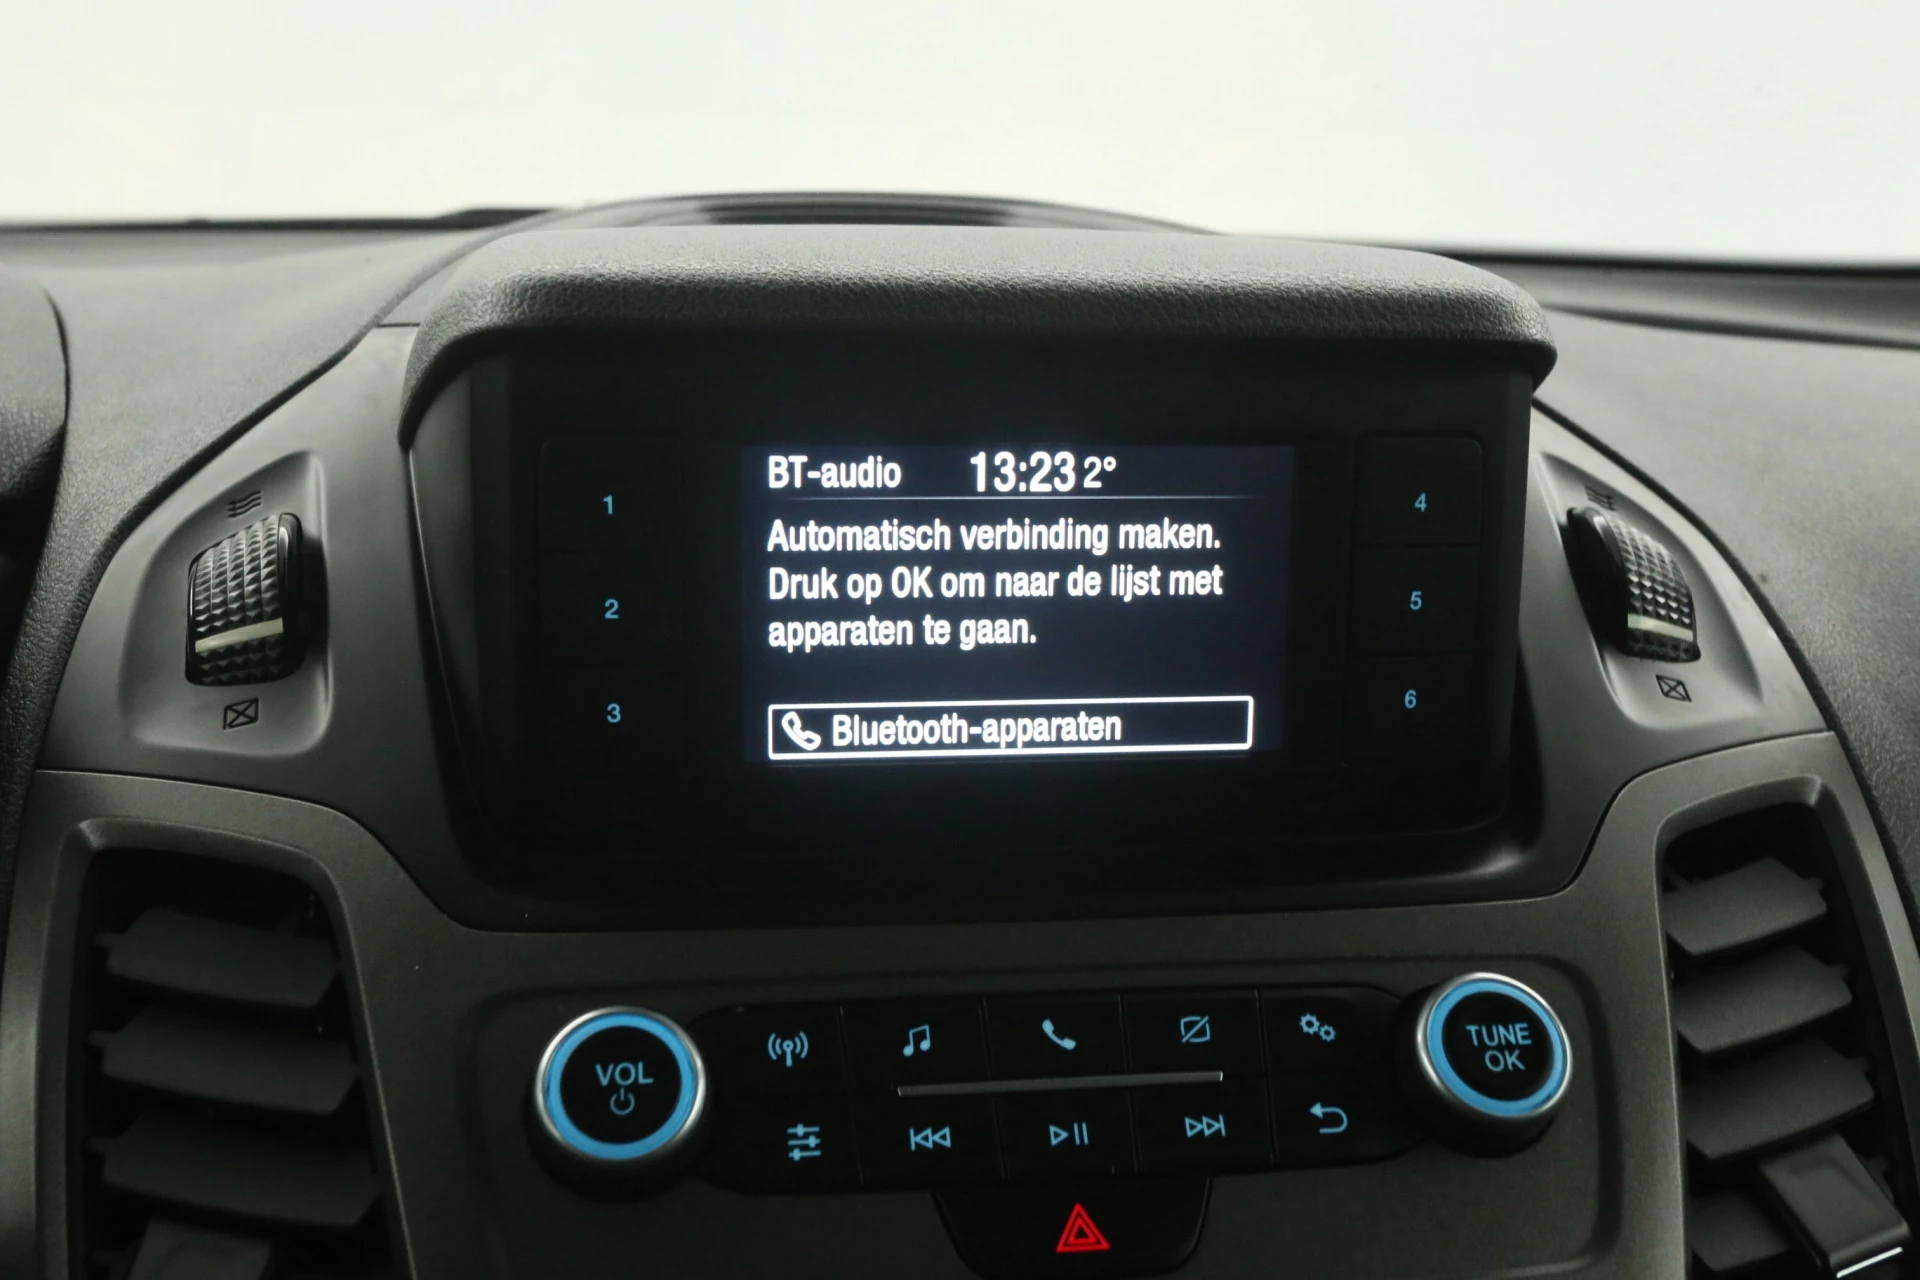 BT-audio 13:23 2°
Automatisch verbinding maken.
Druk op OK om naar de lijst met
apparaten te gaan.
Bluetooth-apparaten
1
2
3
4
5
6
VOL
TUNE
OK